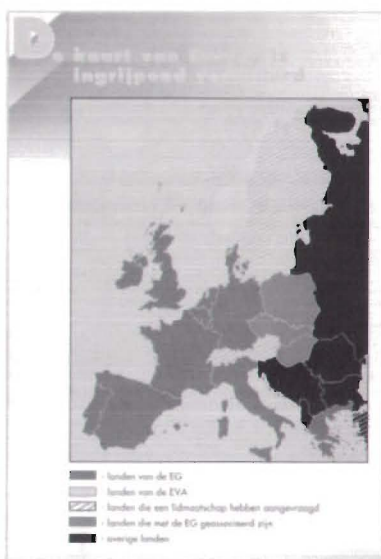 De kaart van
ingrijpend
- landen van de EG
- landen van de EVA
- landen die een lidmaatschap hebben aangevraagd
- landen die met de EG geassocieerd zijn
- overige landen